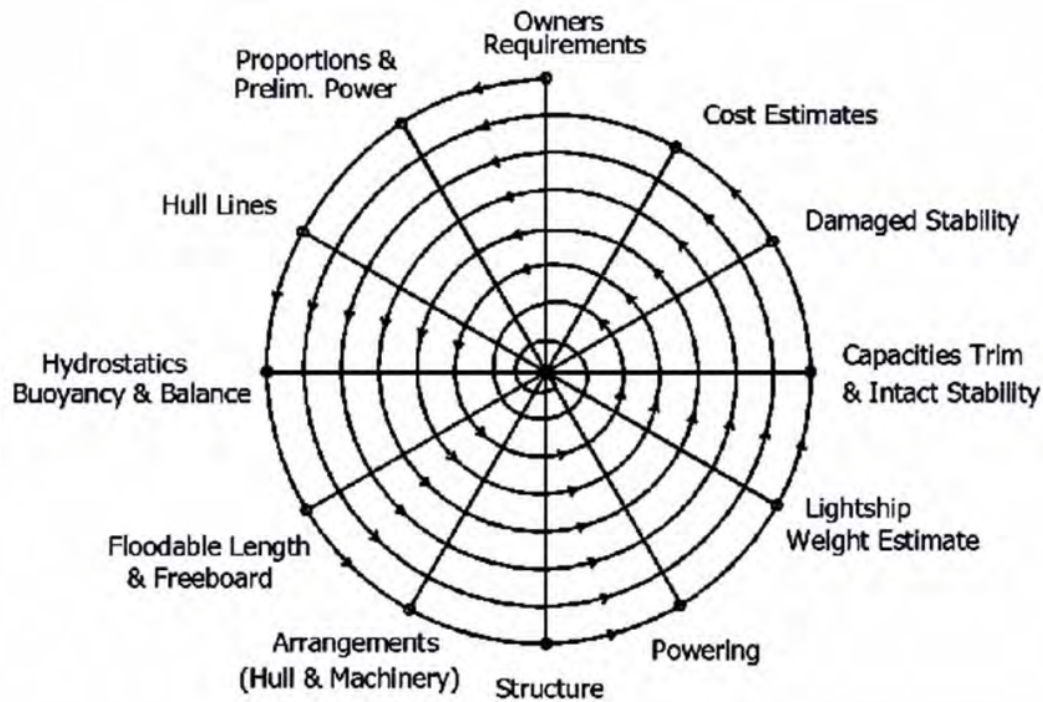 Owners
Requirements
Proportions &
Prelim. Power
Cost Estimates
Hull Lines
Damaged Stability
Hydrostatics
Buoyancy & Balance
Capacities Trim
& Intact Stability
Floodable Length
& Freeboard
Lightship
Weight Estimate
Arrangements
(Hull & Machinery)
Structure
Powering